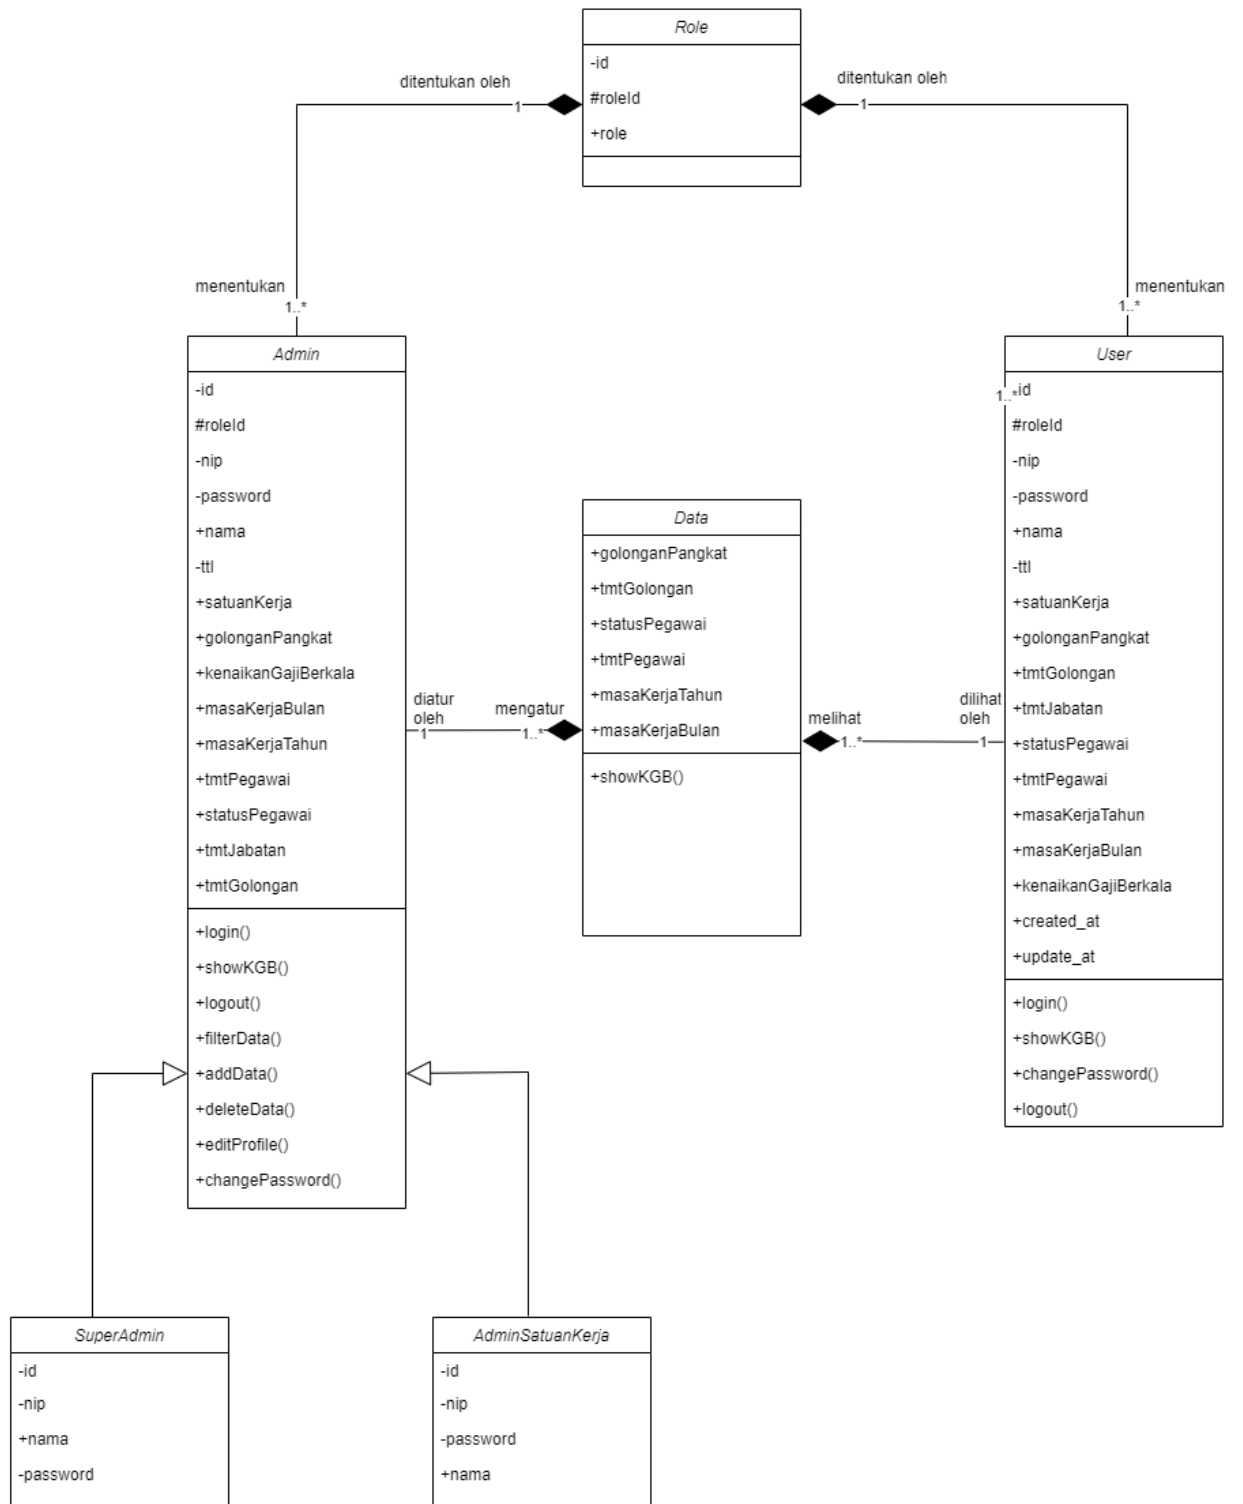 Role
-id
#roleId
+role
ditentukan oleh
1
ditentukan oleh
1
menentukan
1..*
menentukan
1..*
Admin
-id
#roleId
-nip
-password
+nama
-ttl
+satuanKerja
+golonganPangkat
+kenaikanGajiBerkala
+masaKerjaBulan
+masaKerjaTahun
+tmtPegawai
+statusPegawai
+tmtJabatan
+tmtGolongan
+login()
+showKGB()
+logout()
+filterData()
+addData()
+deleteData()
+editProfile()
+changePassword()
diatur
oleh
1
mengatur
1..*
Data
+golonganPangkat
+tmtGolongan
+statusPegawai
+tmtPegawai
+masaKerjaTahun
+masaKerjaBulan
+showKGB()
melihat
1..*
dilihat
oleh
1
User
1..*
-id
#roleId
-nip
-password
+nama
-ttl
+satuanKerja
+golonganPangkat
+tmtGolongan
+tmtJabatan
+statusPegawai
+tmtPegawai
+masaKerjaTahun
+masaKerjaBulan
+kenaikanGajiBerkala
+created_at
+update_at
+login()
+showKGB()
+changePassword()
+logout()
SuperAdmin
-id
-nip
+nama
-password
AdminSatuanKerja
-id
-nip
-password
+nama